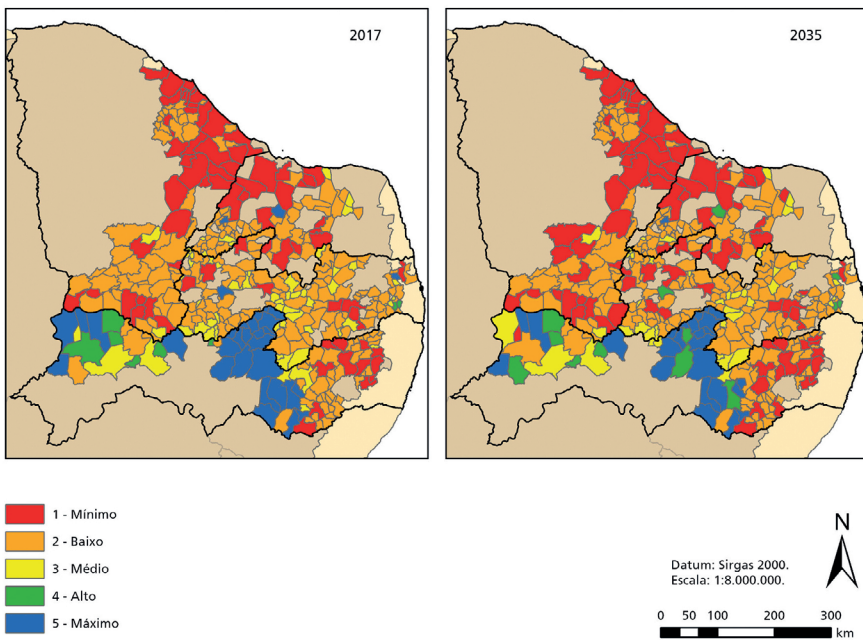 2017
2035
1 - Mínimo
2 - Baixo
3 - Médio
4 - Alto
5 - Máximo
Datum: Sirgas 2000.
Escala: 1:8.000.000.
N
0 50 100 200 300
km